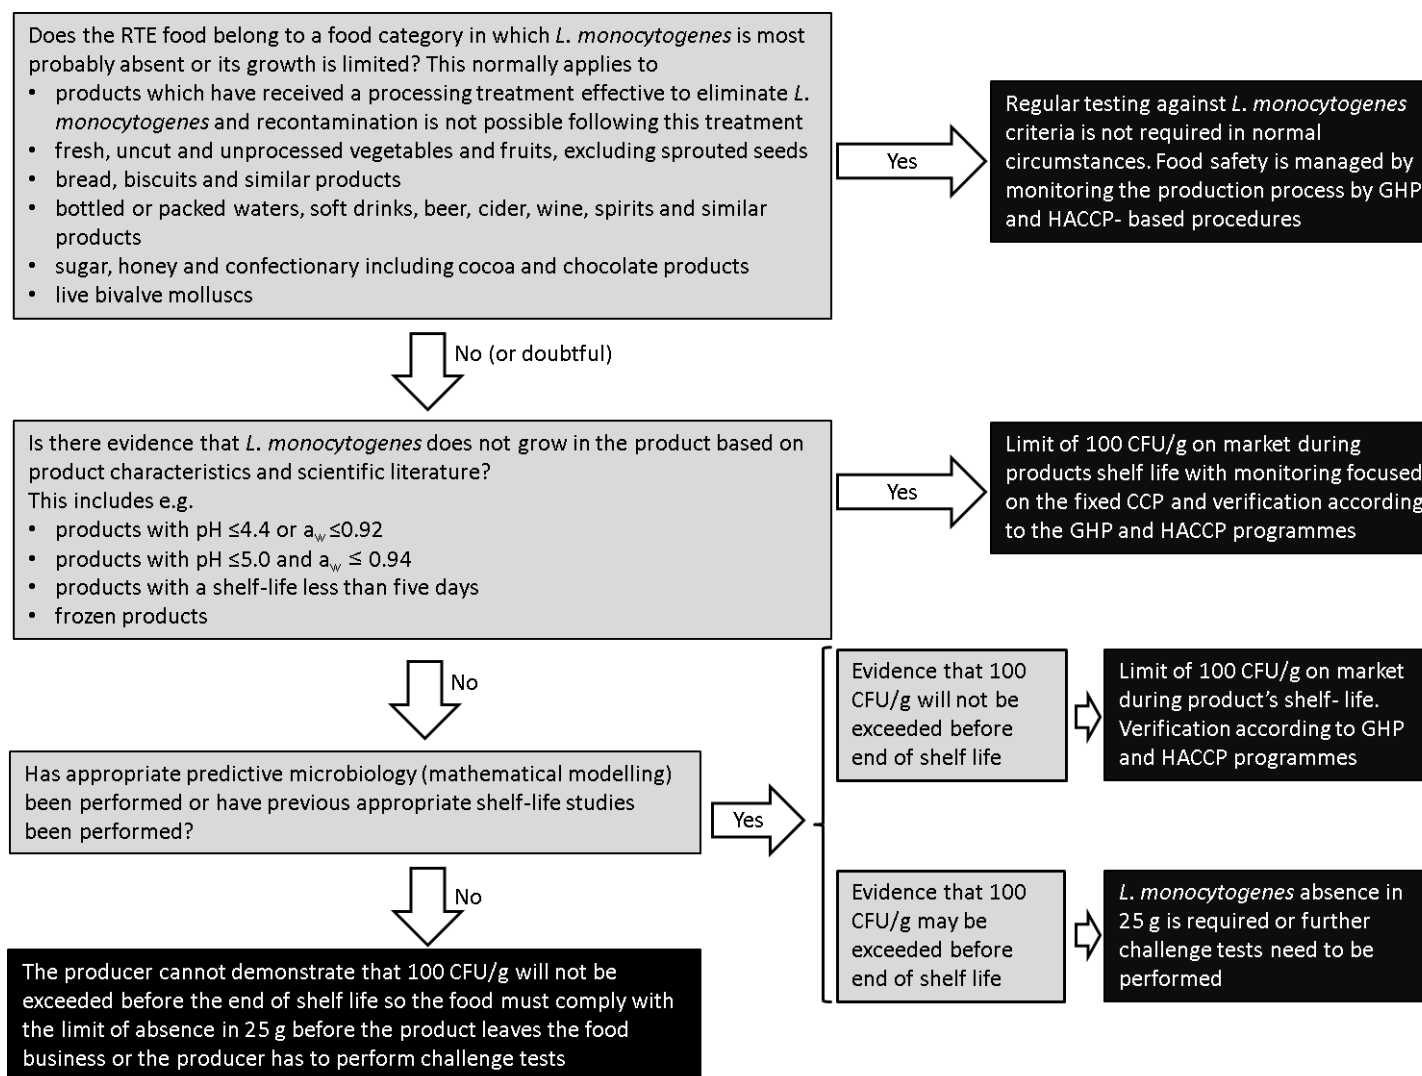 Does the RTE food belong to a food category in which L. monocytogenes is most
probably absent or its growth is limited? This normally applies to
• products which have received a processing treatment effective to eliminate L.
monocytogenes and recontamination is not possible following this treatment
• fresh, uncut and unprocessed vegetables and fruits, excluding sprouted seeds
• bread, biscuits and similar products
• bottled or packed waters, soft drinks, beer, cider, wine, spirits and similar
products
• sugar, honey and confectionary including cocoa and chocolate products
• live bivalve molluscs
Yes
Regular testing against L. monocytogenes
criteria is not required in normal
circumstances. Food safety is managed by
monitoring the production process by GHP
and HACCP- based procedures
No (or doubtful)
Is there evidence that L. monocytogenes does not grow in the product based on
product characteristics and scientific literature?
This includes e.g.
• products with pH ≤4.4 or aw ≤0.92
• products with pH ≤5.0 and aw ≤ 0.94
• products with a shelf-life less than five days
• frozen products
Yes
Limit of 100 CFU/g on market during
products shelf life with monitoring focused
on the fixed CCP and verification according
to the GHP and HACCP programmes
No
Has appropriate predictive microbiology (mathematical modelling)
been performed or have previous appropriate shelf-life studies
been performed?
Yes
Evidence that 100
CFU/g will not be
exceeded before
end of shelf life
Limit of 100 CFU/g on market
during product’s shelf- life.
Verification according to GHP
and HACCP programmes
Evidence that 100
CFU/g may be
exceeded before
end of shelf life
L. monocytogenes absence in
25 g is required or further
challenge tests need to be
performed
No
The producer cannot demonstrate that 100 CFU/g will not be
exceeded before the end of shelf life so the food must comply with
the limit of absence in 25 g before the product leaves the food
business or the producer has to perform challenge tests